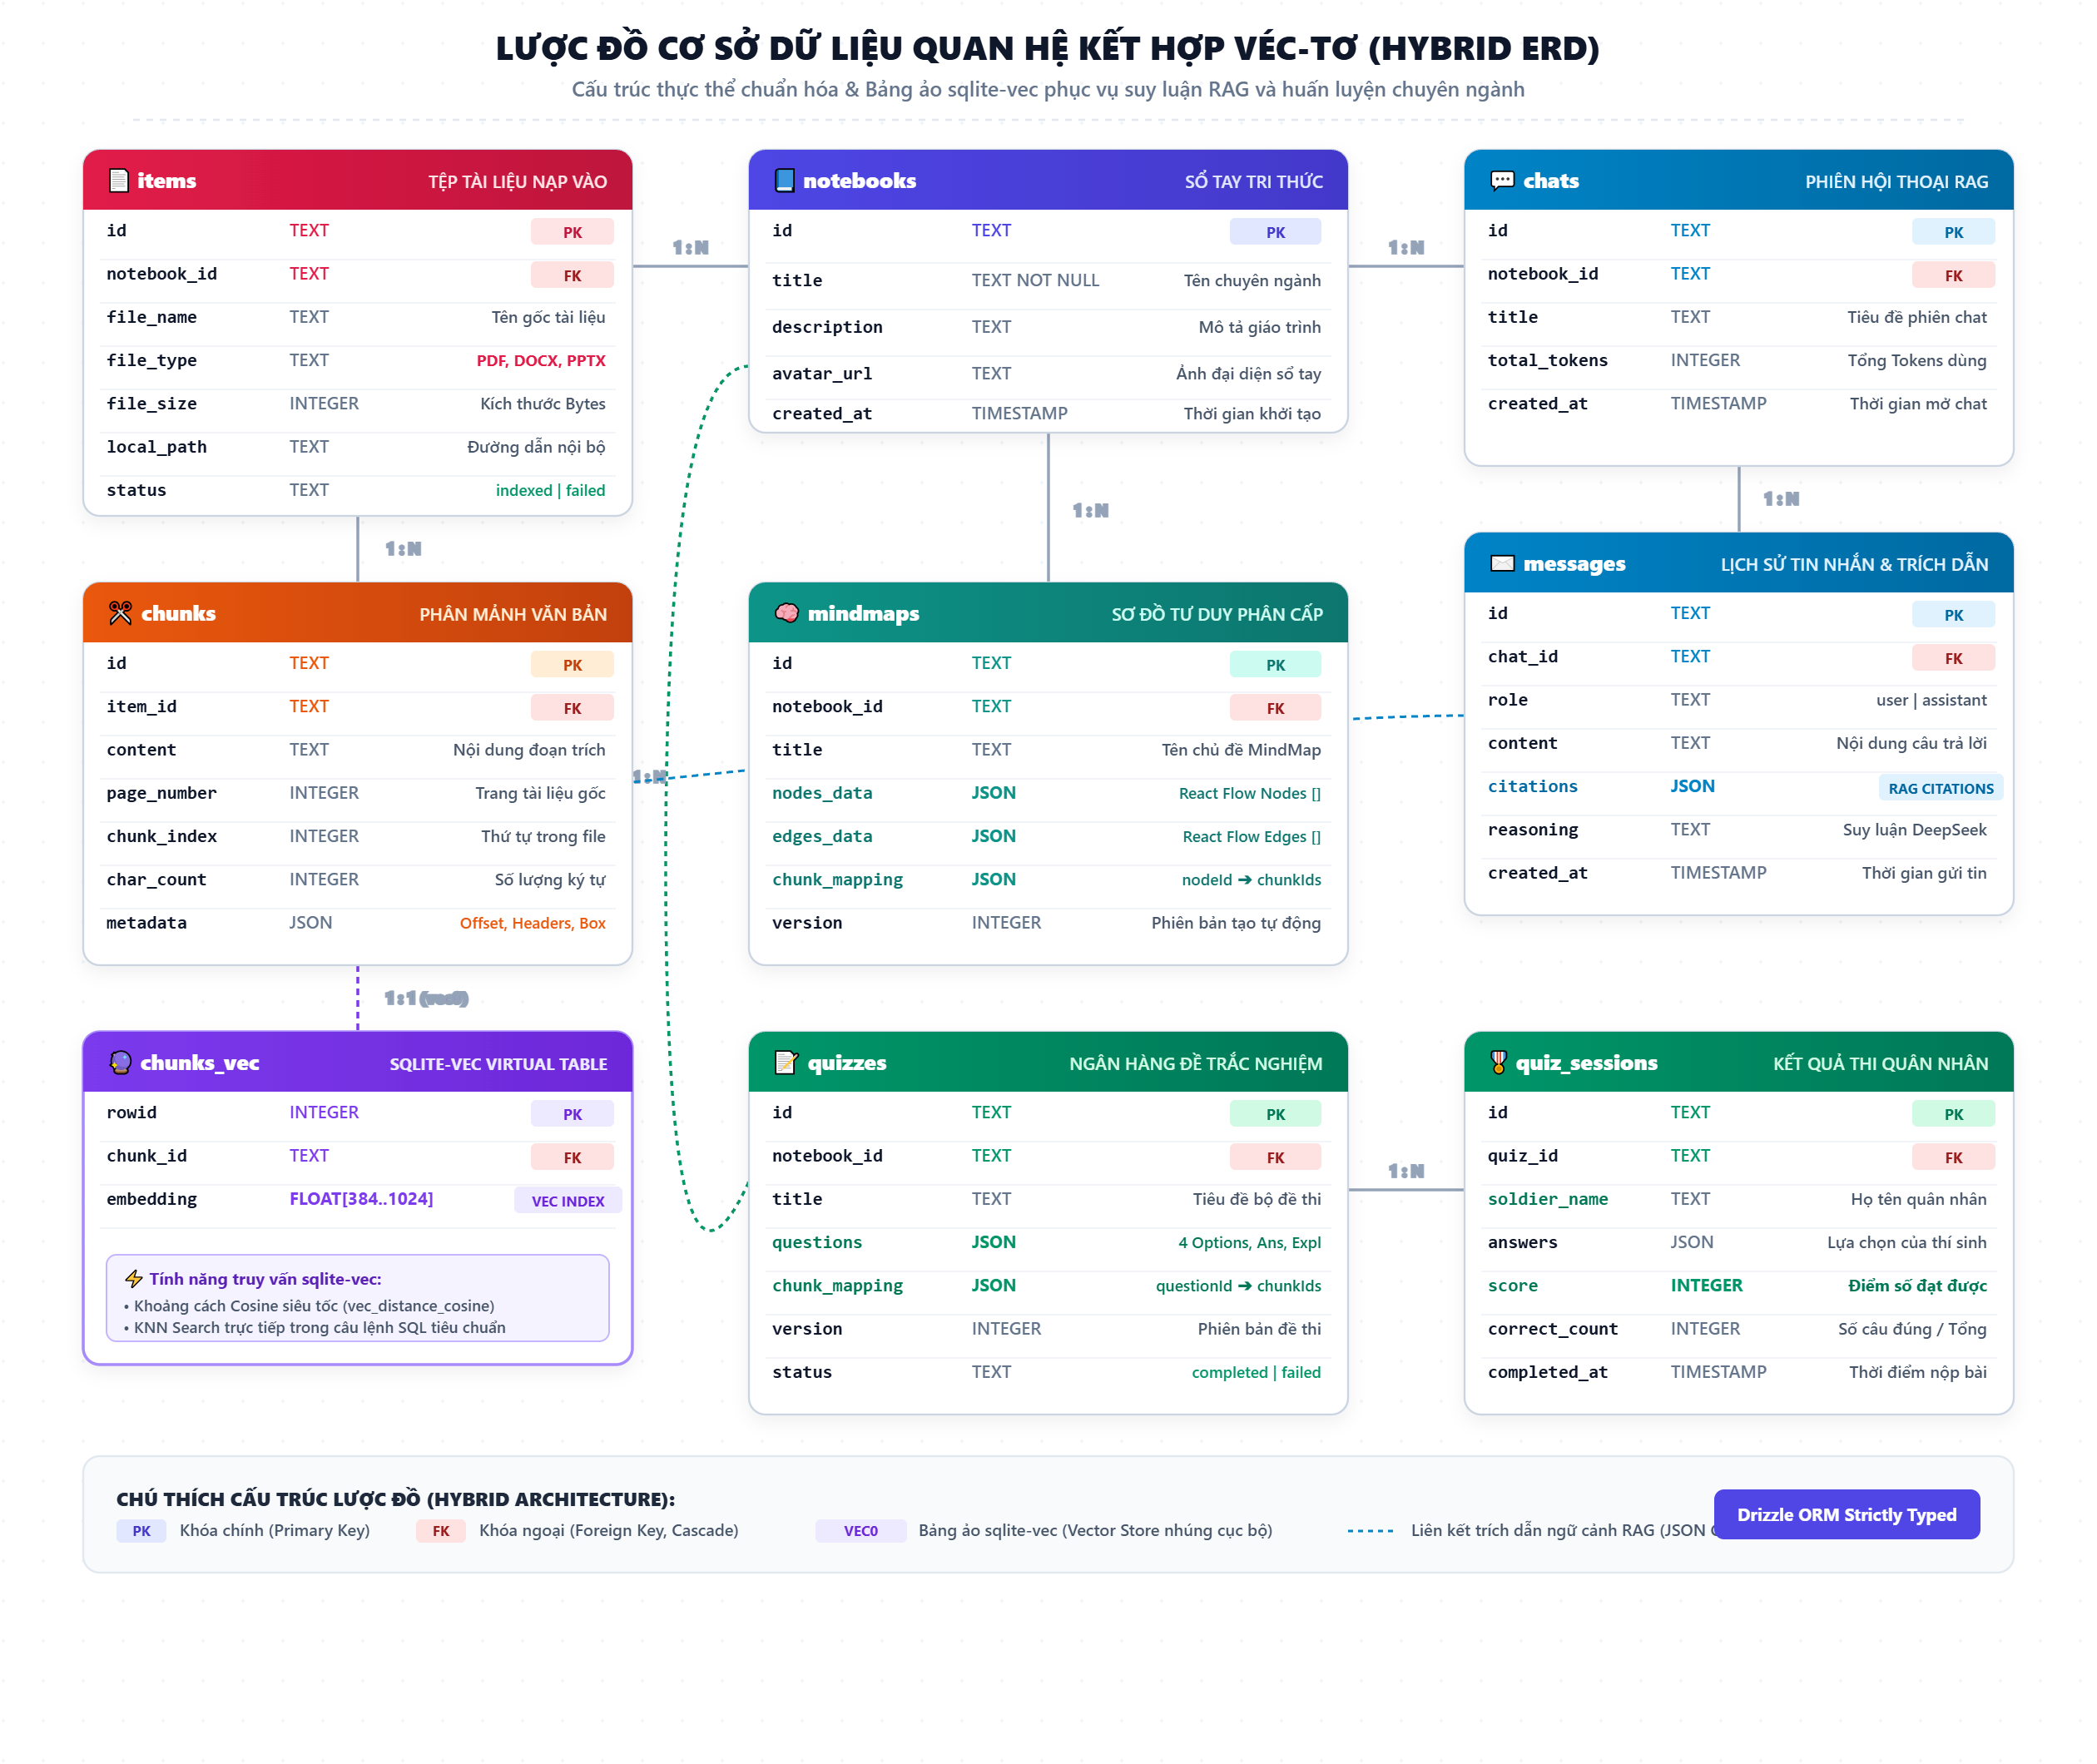 LƯỢC ĐỒ CƠ SỞ DỮ LIỆU QUAN HỆ KẾT HỢP VÉC-TƠ (HYBRID ERD)
Cấu trúc thực thể chuẩn hóa & Bảng ảo sqlite-vec phục vụ suy luận RAG và huấn luyện chuyên ngành
items TỆP TÀI LIỆU NẠP VÀO
id TEXT PK
notebook_id TEXT FK
file_name TEXT Tên gốc tài liệu
file_type TEXT PDF, DOCX, PPTX
file_size INTEGER Kích thước Bytes
local_path TEXT Đường dẫn nội bộ
status TEXT indexed | failed
1:N
notebooks SỔ TAY TRI THỨC
id TEXT PK
title TEXT NOT NULL Tên chuyên ngành
description TEXT Mô tả giáo trình
avatar_url TEXT Ảnh đại diện sổ tay
created_at TIMESTAMP Thời gian khởi tạo
1:N
chats PHIÊN HỘI THOẠI RAG
id TEXT PK
notebook_id TEXT FK
title TEXT Tiêu đề phiên chat
total_tokens INTEGER Tổng Tokens dùng
created_at TIMESTAMP Thời gian mở chat
1:N
1:N
1:N
chunks PHÂN MẢNH VĂN BẢN
id TEXT PK
item_id TEXT FK
content TEXT Nội dung đoạn trích
page_number INTEGER Trang tài liệu gốc
chunk_index INTEGER Thứ tự trong file
char_count INTEGER Số lượng ký tự
metadata JSON Offset, Headers, Box
1:N
mindmaps SƠ ĐỒ TƯ DUY PHÂN CẤP
id TEXT PK
notebook_id TEXT FK
title TEXT Tên chủ đề MindMap
nodes_data JSON React Flow Nodes []
edges_data JSON React Flow Edges []
chunk_mapping JSON nodeId ➔ chunkIds
version INTEGER Phiên bản tạo tự động
messages LỊCH SỬ TIN NHẮN & TRÍCH DẪN
id TEXT PK
chat_id TEXT FK
role TEXT user | assistant
content TEXT Nội dung câu trả lời
citations JSON RAG CITATIONS
reasoning TEXT Suy luận DeepSeek
created_at TIMESTAMP Thời gian gửi tin
1:1
chunks_vec SQLITE-VEC VIRTUAL TABLE
rowid INTEGER PK
chunk_id TEXT FK
embedding FLOAT[384..1024] VEC INDEX
⚡ Tính năng truy vấn sqlite-vec:
• Khoảng cách Cosine siêu tốc (vec_distance_cosine)
• KNN Search trực tiếp trong câu lệnh SQL tiêu chuẩn
quizzes NGÂN HÀNG ĐỀ TRẮC NGHIỆM
id TEXT PK
notebook_id TEXT FK
title TEXT Tiêu đề bộ đề thi
questions JSON 4 Options, Ans, Expl
chunk_mapping JSON questionId ➔ chunkIds
version INTEGER Phiên bản đề thi
status TEXT completed | failed
1:N
quiz_sessions KẾT QUẢ THI QUÂN NHÂN
id TEXT PK
quiz_id TEXT FK
soldier_name TEXT Họ tên quân nhân
answers JSON Lựa chọn của thí sinh
score INTEGER Điểm số đạt được
correct_count INTEGER Số câu đúng / Tổng
completed_at TIMESTAMP Thời điểm nộp bài
CHÚ THÍCH CẤU TRÚC LƯỢC ĐỒ (HYBRID ARCHITECTURE):
PK Khóa chính (Primary Key) FK Khóa ngoại (Foreign Key, Cascade) VEC0 Bảng ảo sqlite-vec (Vector Store nhúng cục bộ) Liên kết trích dẫn ngữ cảnh RAG (JSON
Drizzle ORM Strictly Typed